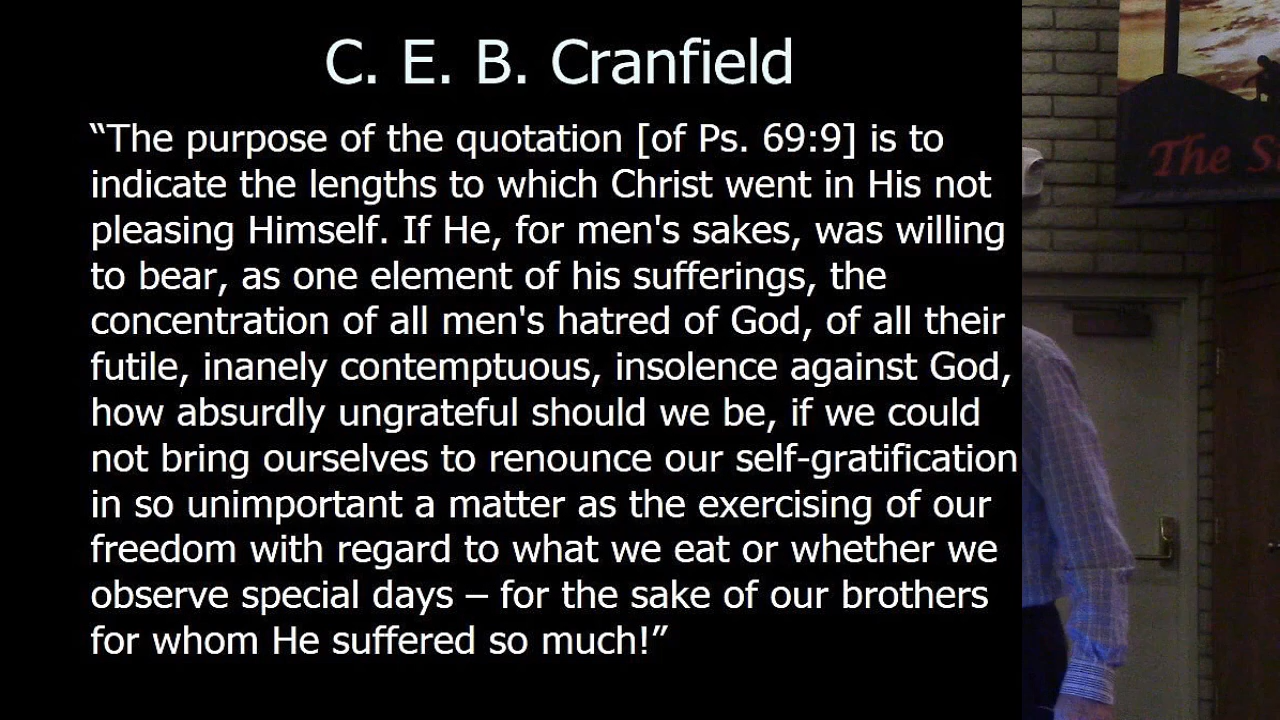 C. E. B. Cranfield
“The purpose of the quotation [of Ps. 69:9] is to
indicate the lengths to which Christ went in His not
pleasing Himself. If He, for men's sakes, was willing
to bear, as one element of his sufferings, the
concentration of all men's hatred of God, of all their
futile, inanely contemptuous, insolence against God,
how absurdly ungrateful should we be, if we could
not bring ourselves to renounce our self-gratification
in so unimportant a matter as the exercising of our
freedom with regard to what we eat or whether we
observe special days – for the sake of our brothers
for whom He suffered so much!”
The S